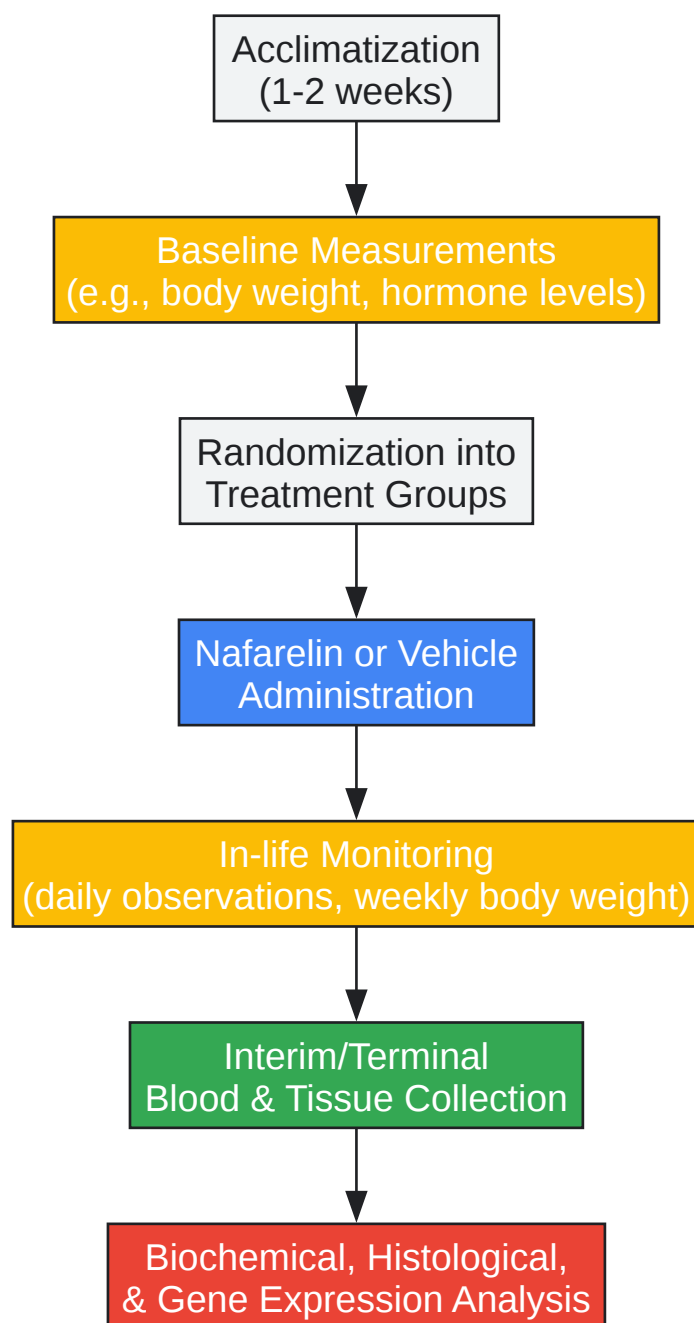 Acclimatization
(1-2 weeks)
Baseline Measurements
(e.g., body weight, hormone levels)
Randomization into
Treatment Groups
Nafarelin or Vehicle
Administration
In-life Monitoring
(daily observations, weekly body weight)
Interim/Terminal
Blood & Tissue Collection
Biochemical, Histological,
& Gene Expression Analysis